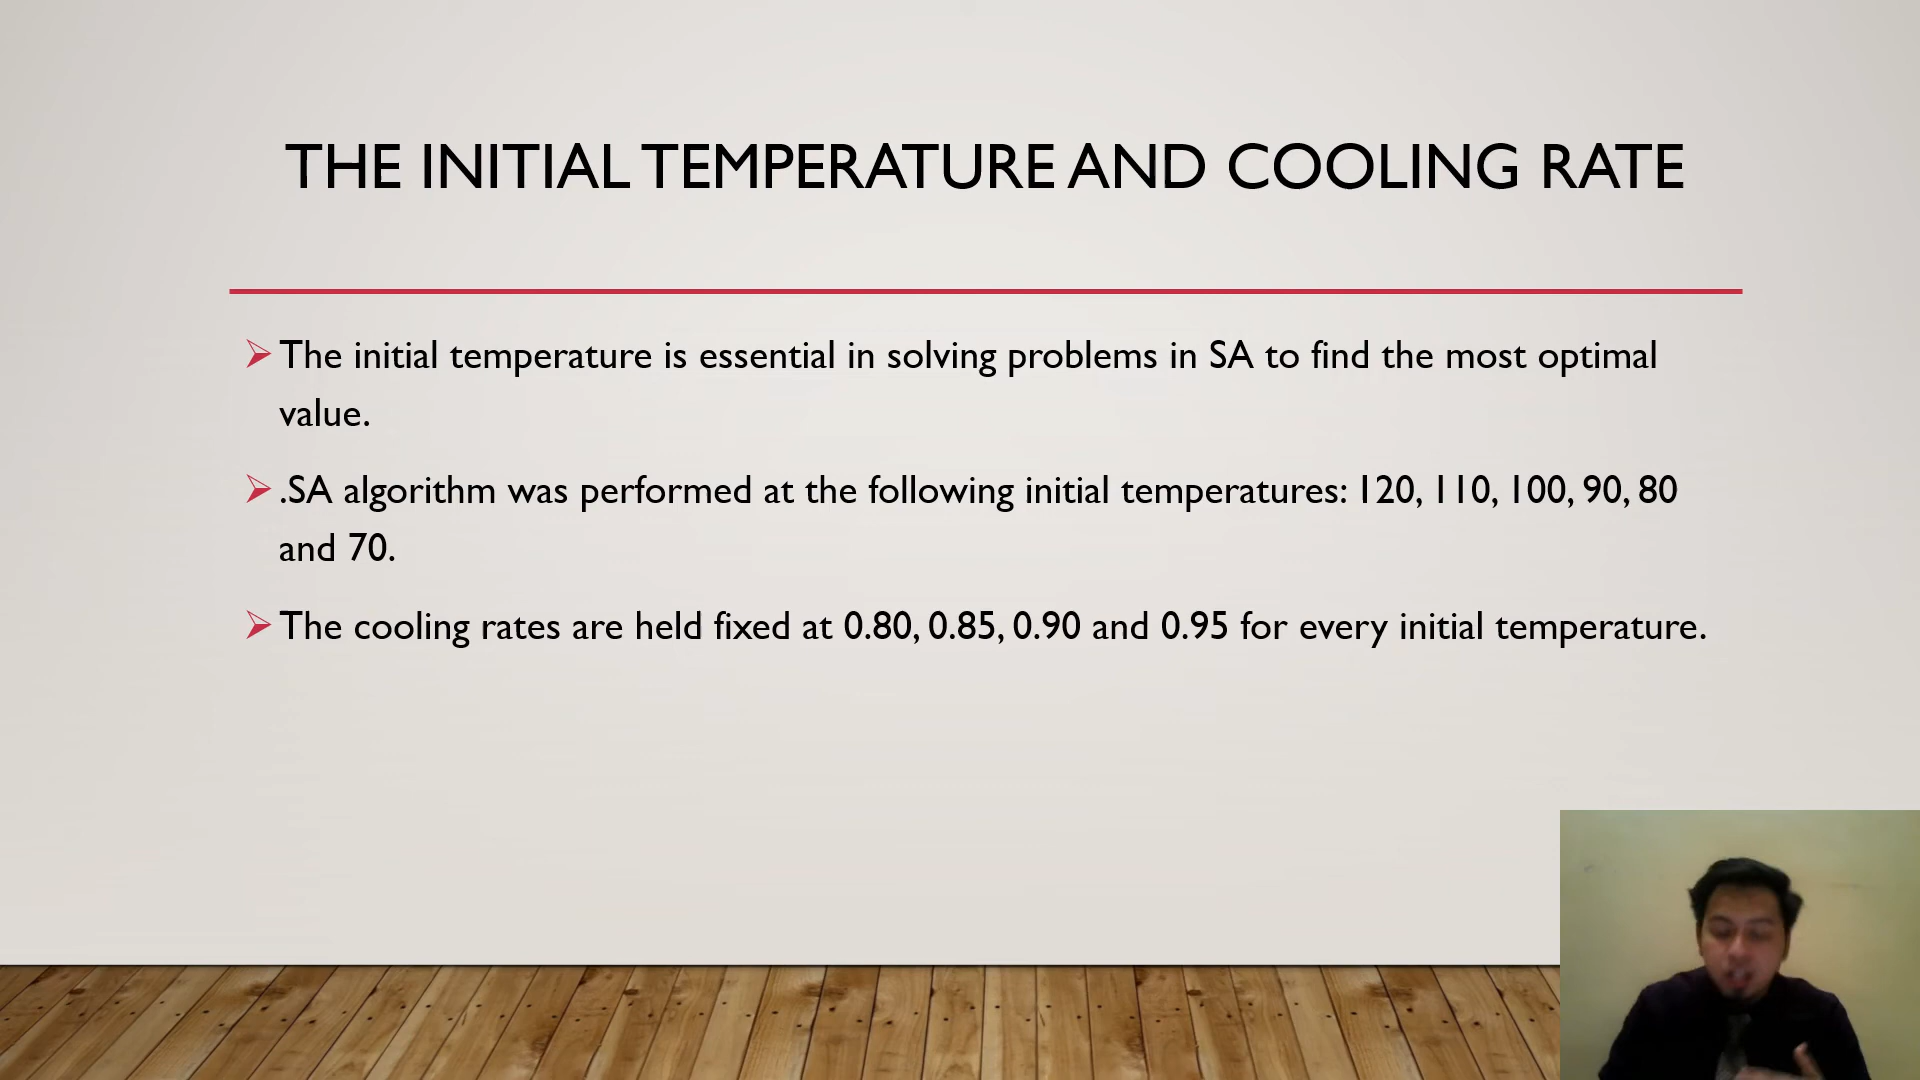 THE INITIAL TEMPERATURE AND COOLING RATE
The initial temperature is essential in solving problems in SA to find the most optimal
value.
.SA algorithm was performed at the following initial temperatures: 120, 110, 100, 90, 80
and 70.
The cooling rates are held fixed at 0.80, 0.85, 0.90 and 0.95 for every initial temperature.